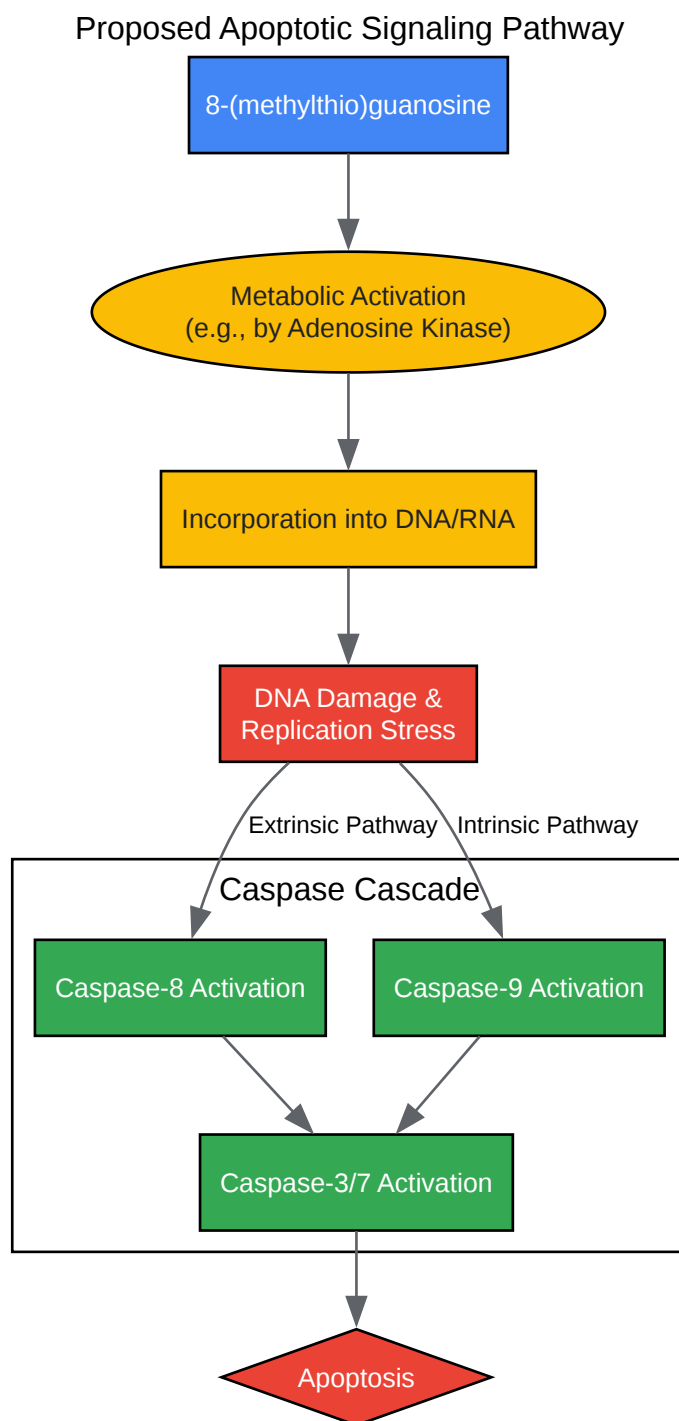 Proposed Apoptotic Signaling Pathway
8-(methylthio)guanosine
Metabolic Activation
(e.g., by Adenosine Kinase)
Incorporation into DNA/RNA
DNA Damage &
Replication Stress
Extrinsic Pathway
Intrinsic Pathway
Caspase Cascade
Caspase-8 Activation
Caspase-9 Activation
Caspase-3/7 Activation
Apoptosis